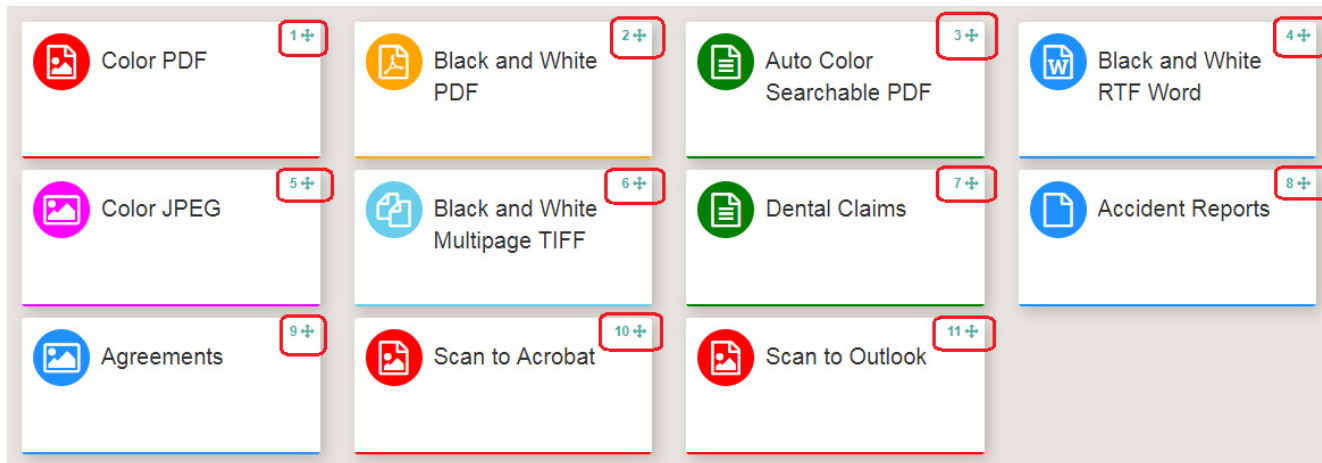 1
Color PDF
2
Black and White
PDF
3
Auto Color
Searchable PDF
4
Black and White
RTF Word
5
Color JPEG
6
Black and White
Multipage TIFF
7
Dental Claims
8
Accident Reports
9
Agreements
10
Scan to Acrobat
11
Scan to Outlook